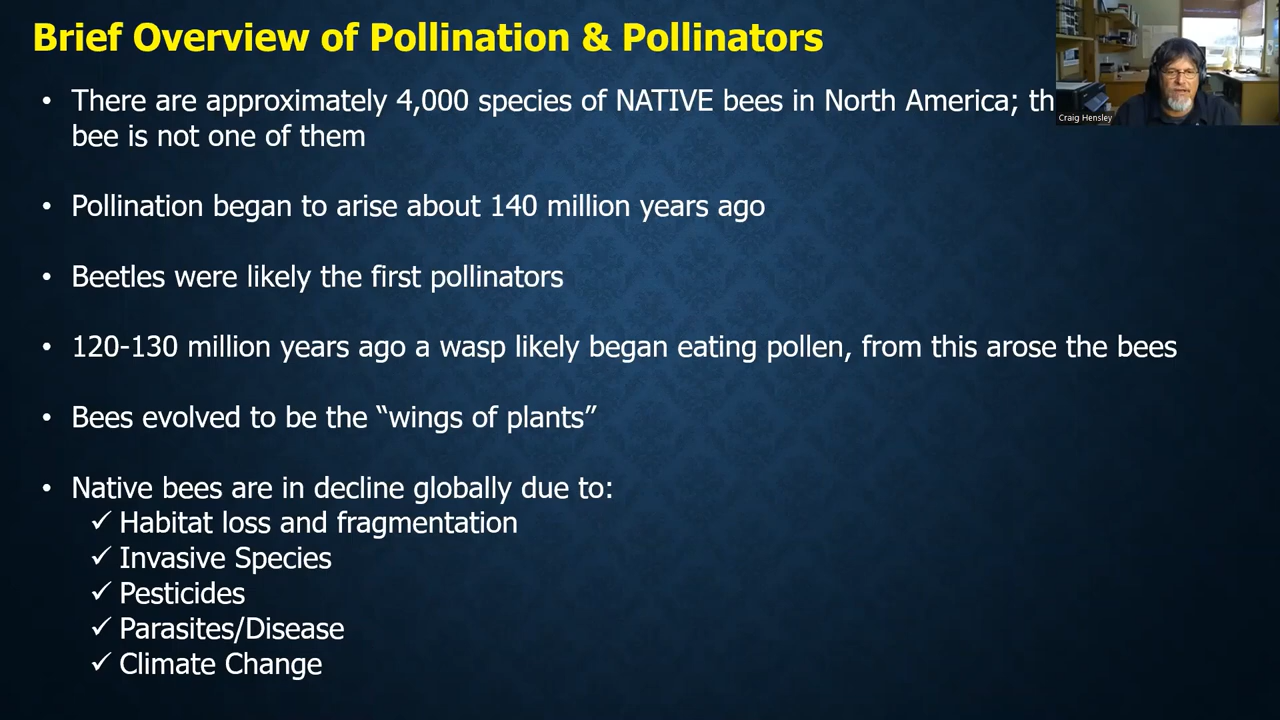 Brief Overview of Pollination & Pollinators
• There are approximately 4,000 species of NATIVE bees in North America; th
bee is not one of them
• Pollination began to arise about 140 million years ago
• Beetles were likely the first pollinators
• 120-130 million years ago a wasp likely began eating pollen, from this arose the bees
• Bees evolved to be the “wings of plants”
• Native bees are in decline globally due to:
✓ Habitat loss and fragmentation
✓ Invasive Species
✓ Pesticides
✓ Parasites/Disease
✓ Climate Change
Craig Hensley